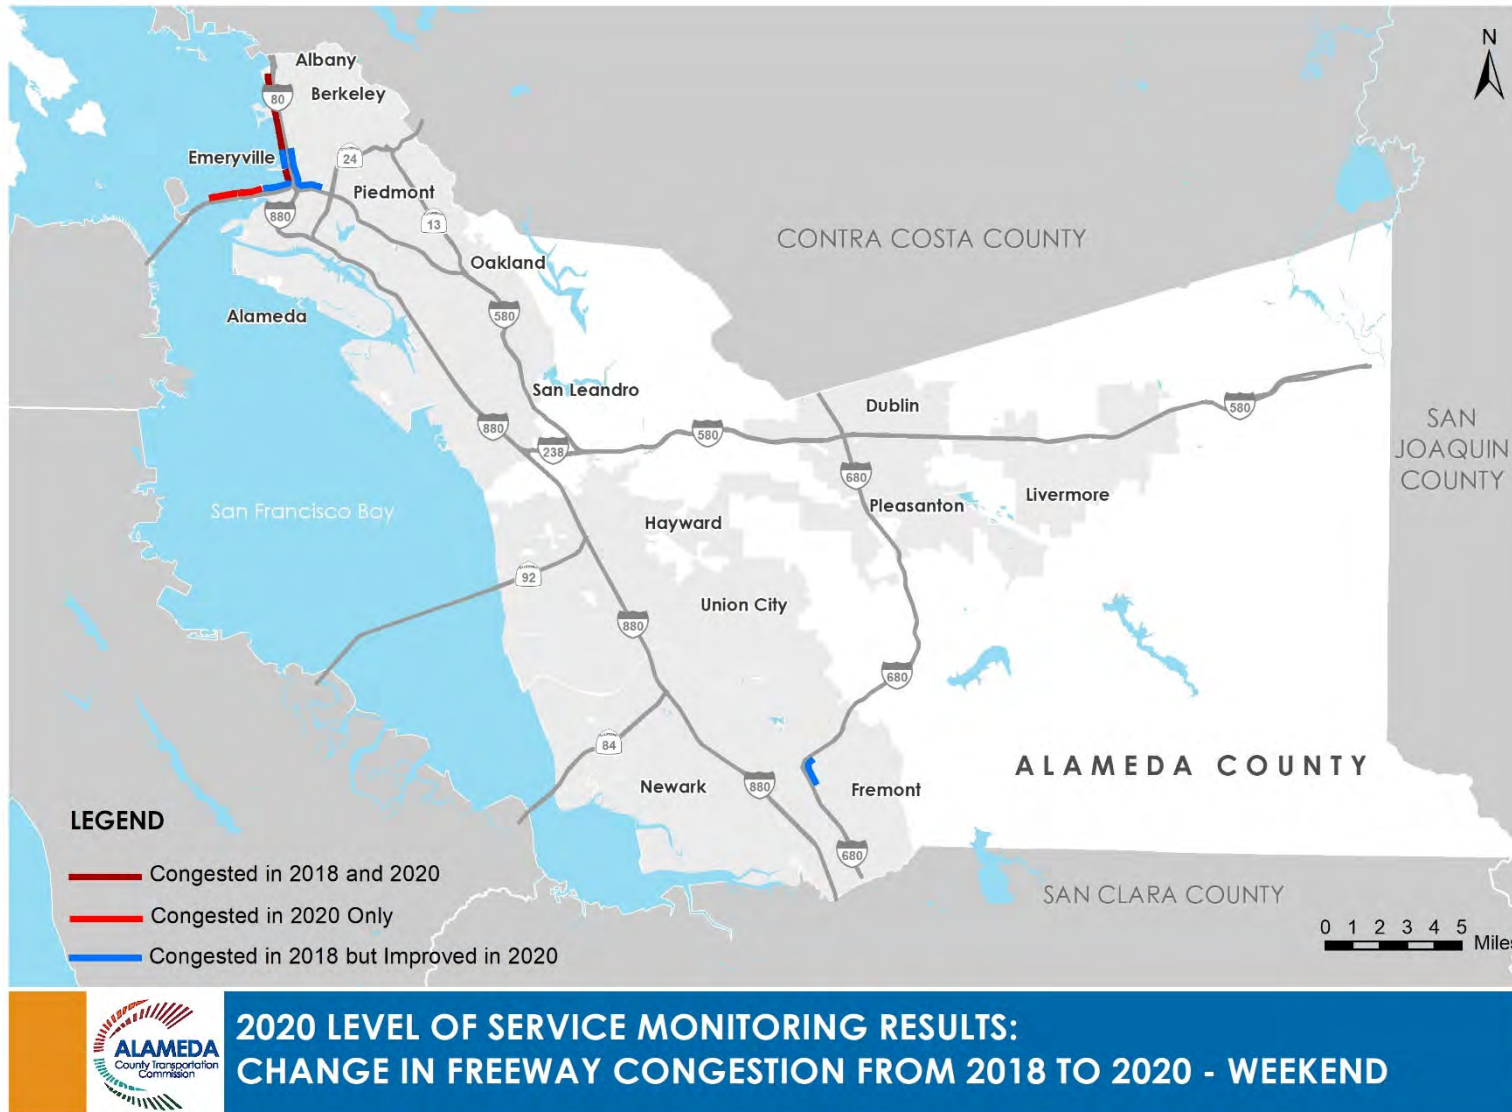 N
Albany
80
Berkeley
Emeryville
24
Piedmont
880
13
CONTRA COSTA COUNTY
Oakland
Alameda
580
San Leandro
Dublin
880
580
580
238
SAN
JOAQUIN
COUNTY
680
Pleasanton
Livermore
San Francisco Bay
Hayward
92
Union City
880
680
84
ALAMEDA COUNTY
Newark
880
Fremont
680
SAN CLARA COUNTY
LEGEND
Congested in 2018 and 2020
Congested in 2020 Only
Congested in 2018 but Improved in 2020
0 1 2 3 4 5
Miles
ALAMEDA
County Transportation
Commission
2020 LEVEL OF SERVICE MONITORING RESULTS:
CHANGE IN FREEWAY CONGESTION FROM 2018 TO 2020 - WEEKEND